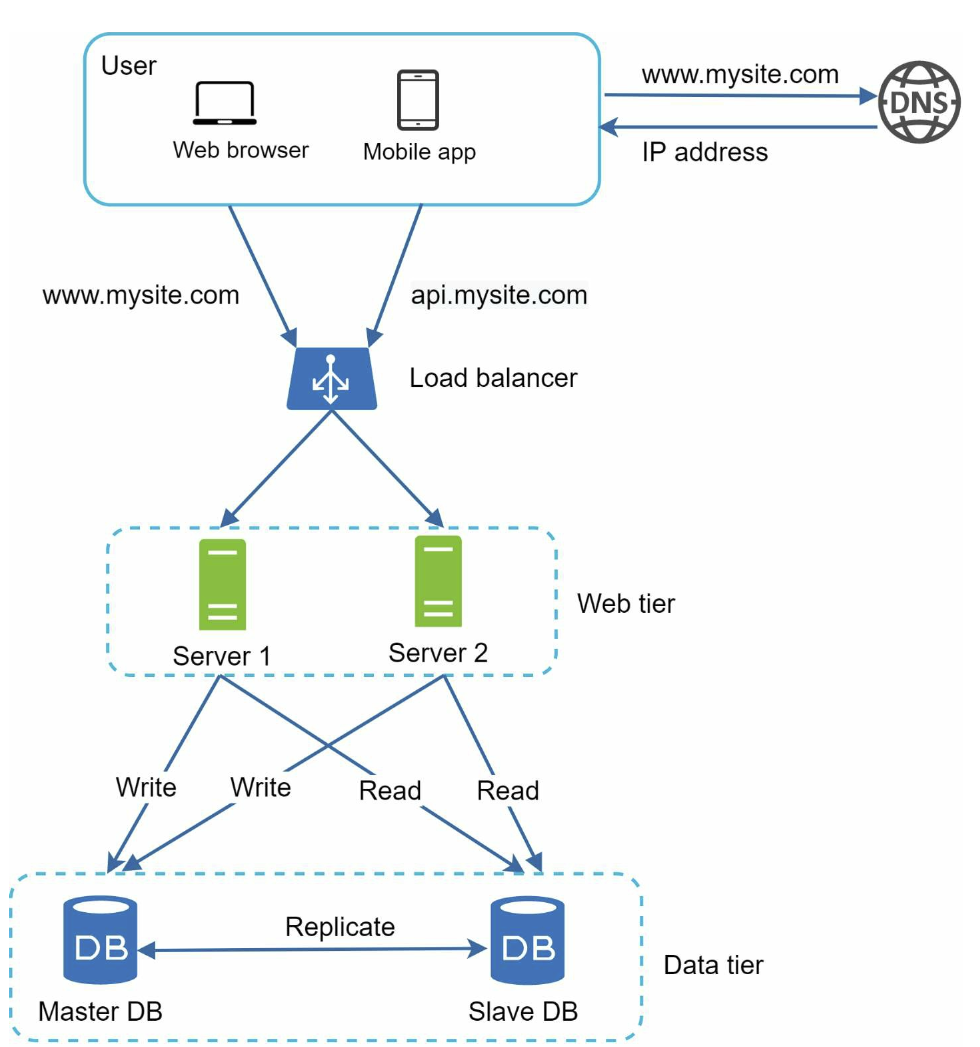 User
Web browser
Mobile app
www.mysite.com
DNS
IP address
www.mysite.com
api.mysite.com
Load balancer
Server 1
Server 2
Web tier
Write
Write
Read
Read
Replicate
DB
DB
Master DB
Slave DB
Data tier